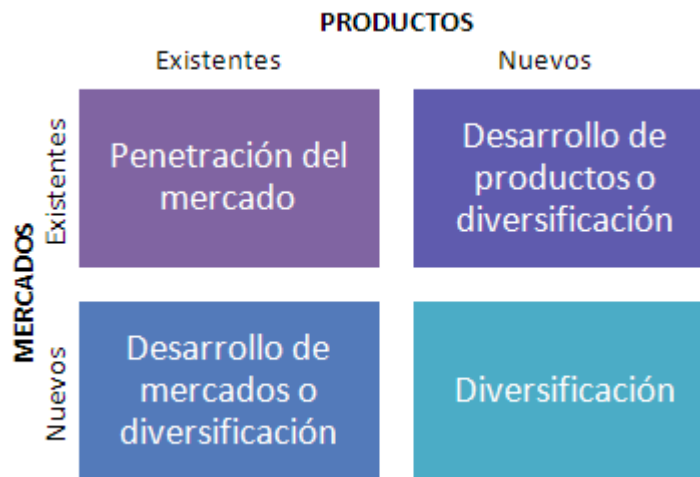 PRODUCTOS
Existentes
Nuevos
MERCADOS
Existentes
Penetración del
mercado
Desarrollo de
productos o
diversificación
Nuevos
Desarrollo de
mercados o
diversificación
Diversificación